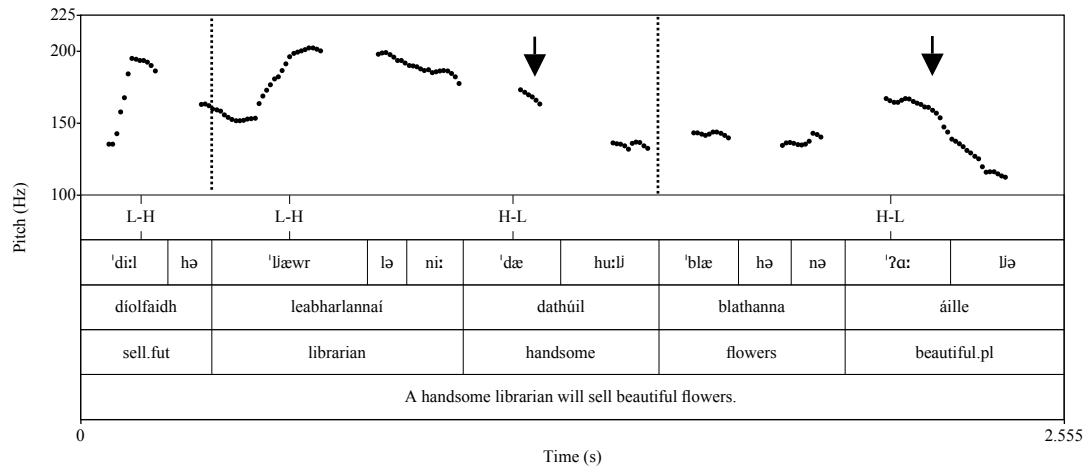 225
200
150
100
Pitch (Hz)
L-H L-H H-L H-L
ˈdiːl hə ˈlʲæwr lə niː ˈdæ huːlʲ ˈblæ hə nə ˈʔɑː lʲə
díolfaidh leabharlannaí dathúil blathanna áille
sell.fut librarian handsome flowers beautiful.pl
A handsome librarian will sell beautiful flowers.
0 2.555
Time (s)